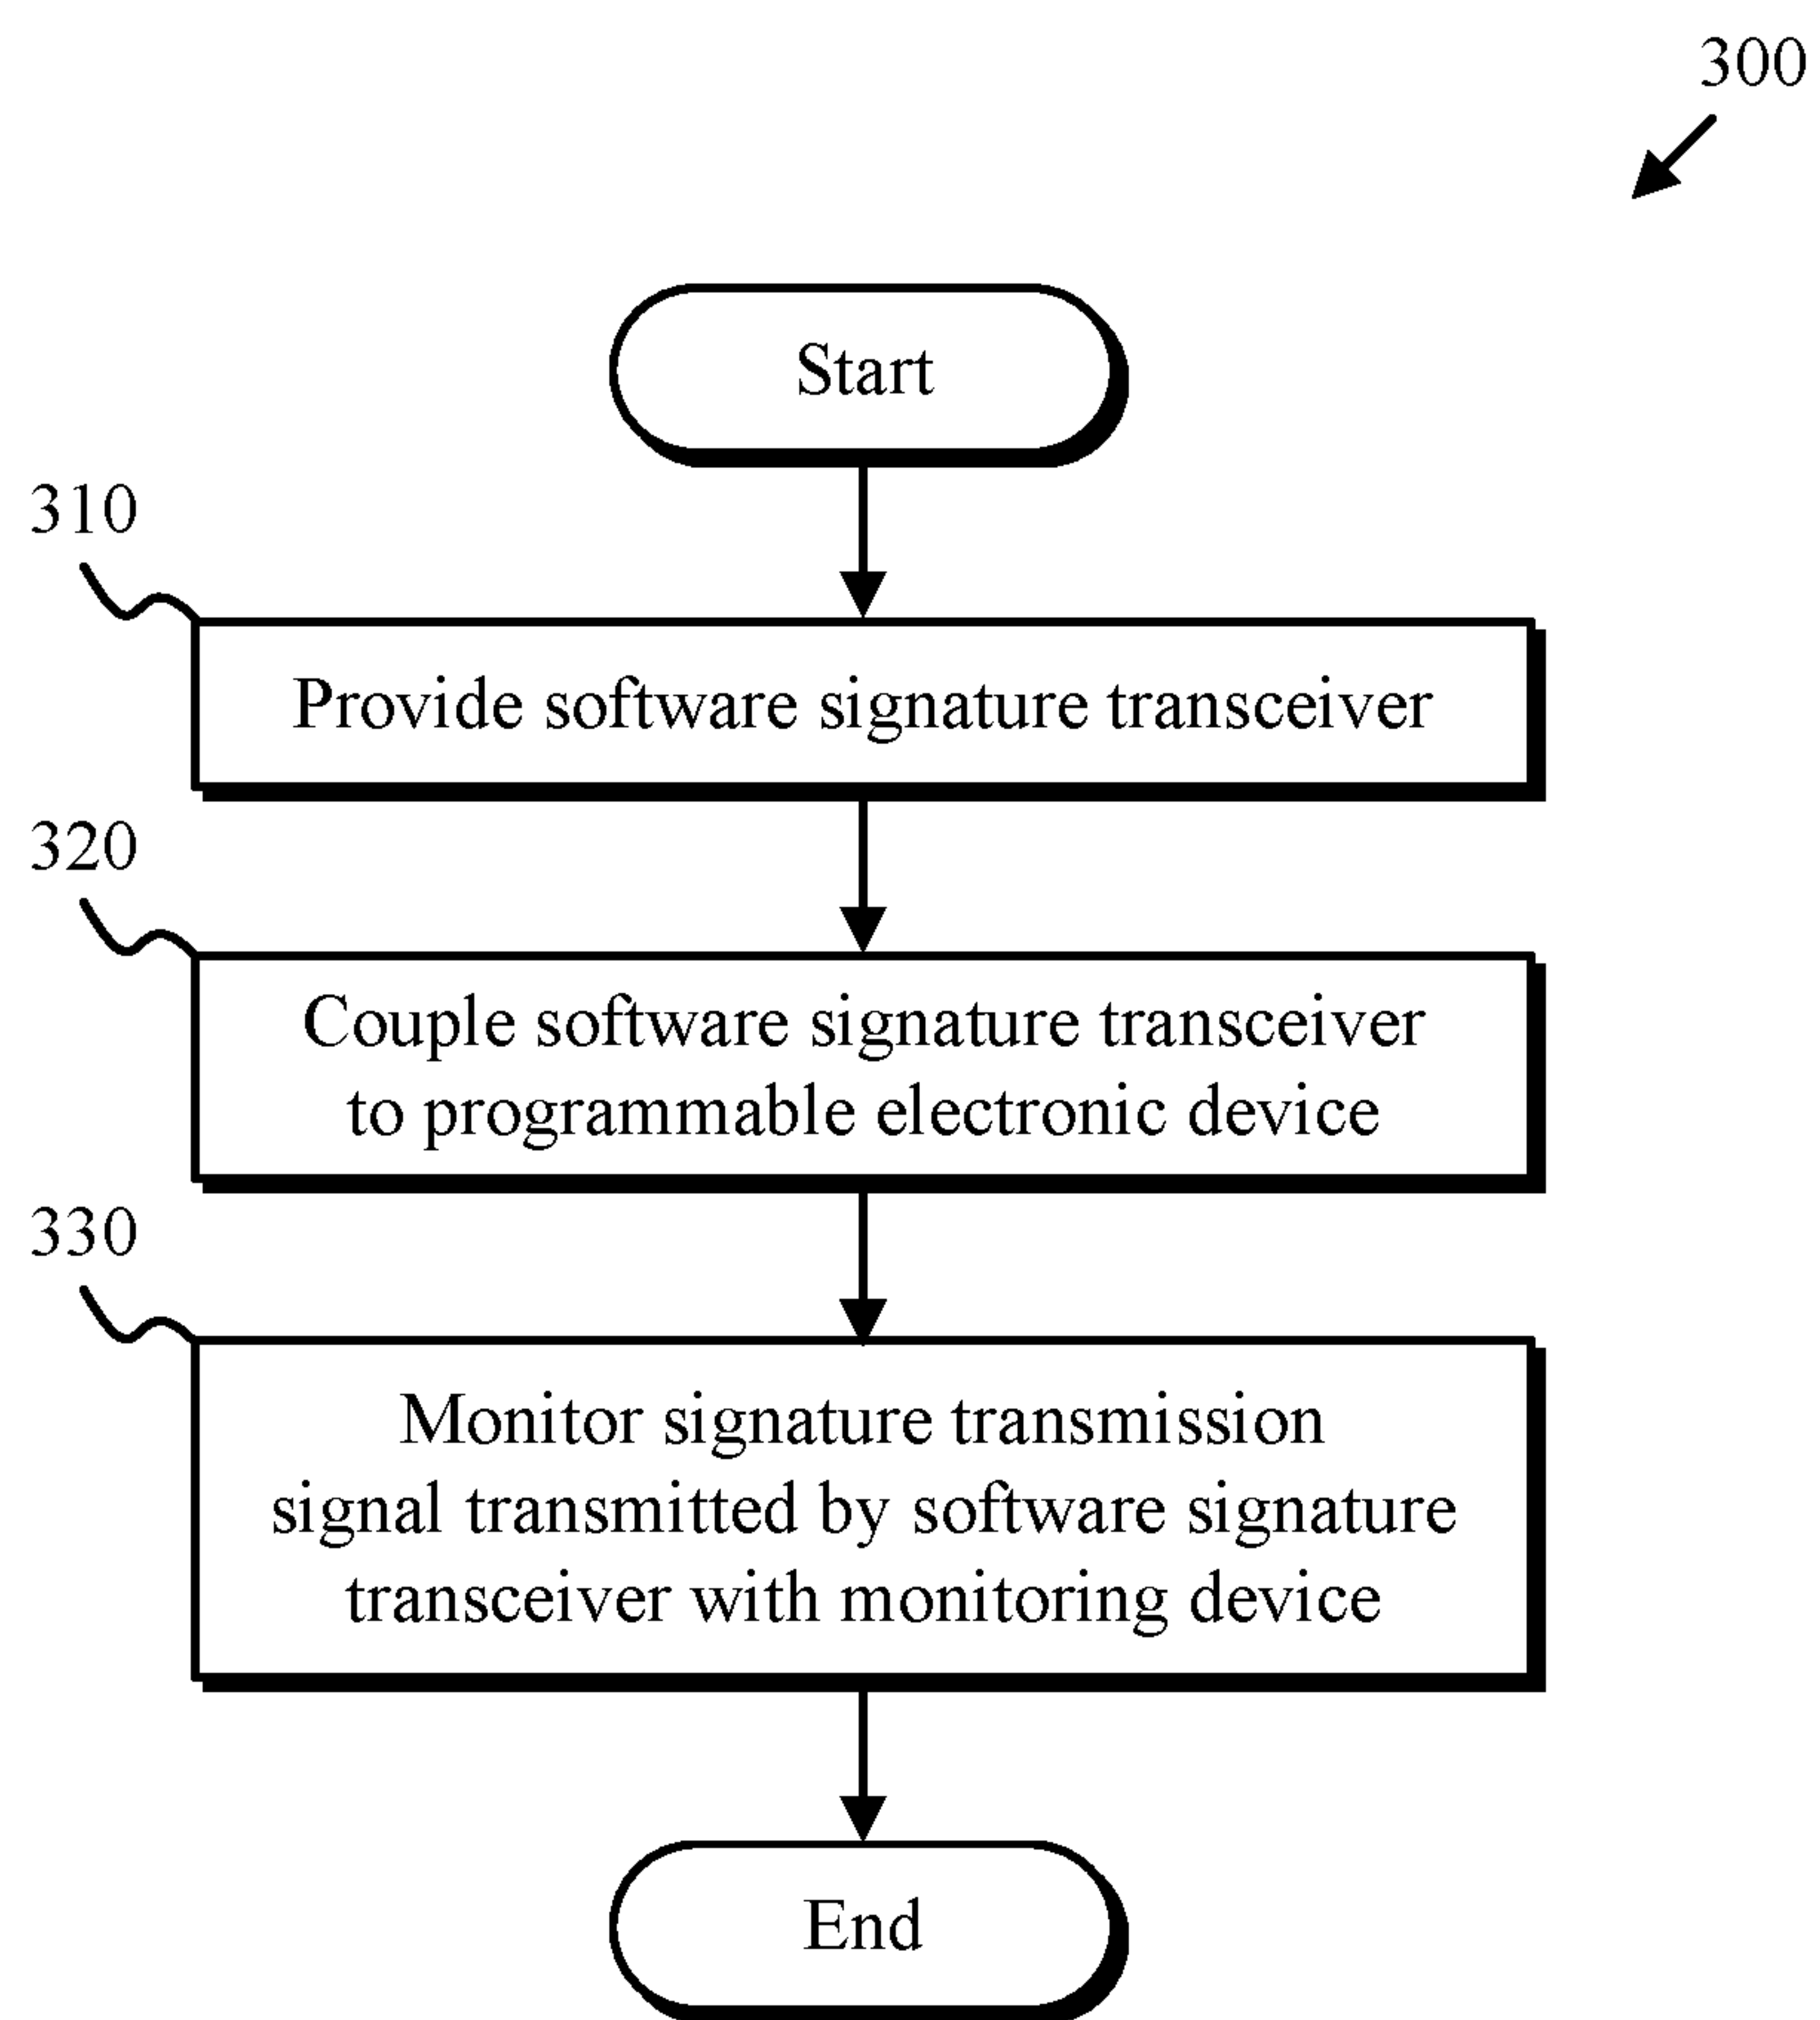 300
Start
310
Provide software signature transceiver
320
Couple software signature transceiver
to programmable electronic device
330
Monitor signature transmission
signal transmitted by software signature
transceiver with monitoring device
End